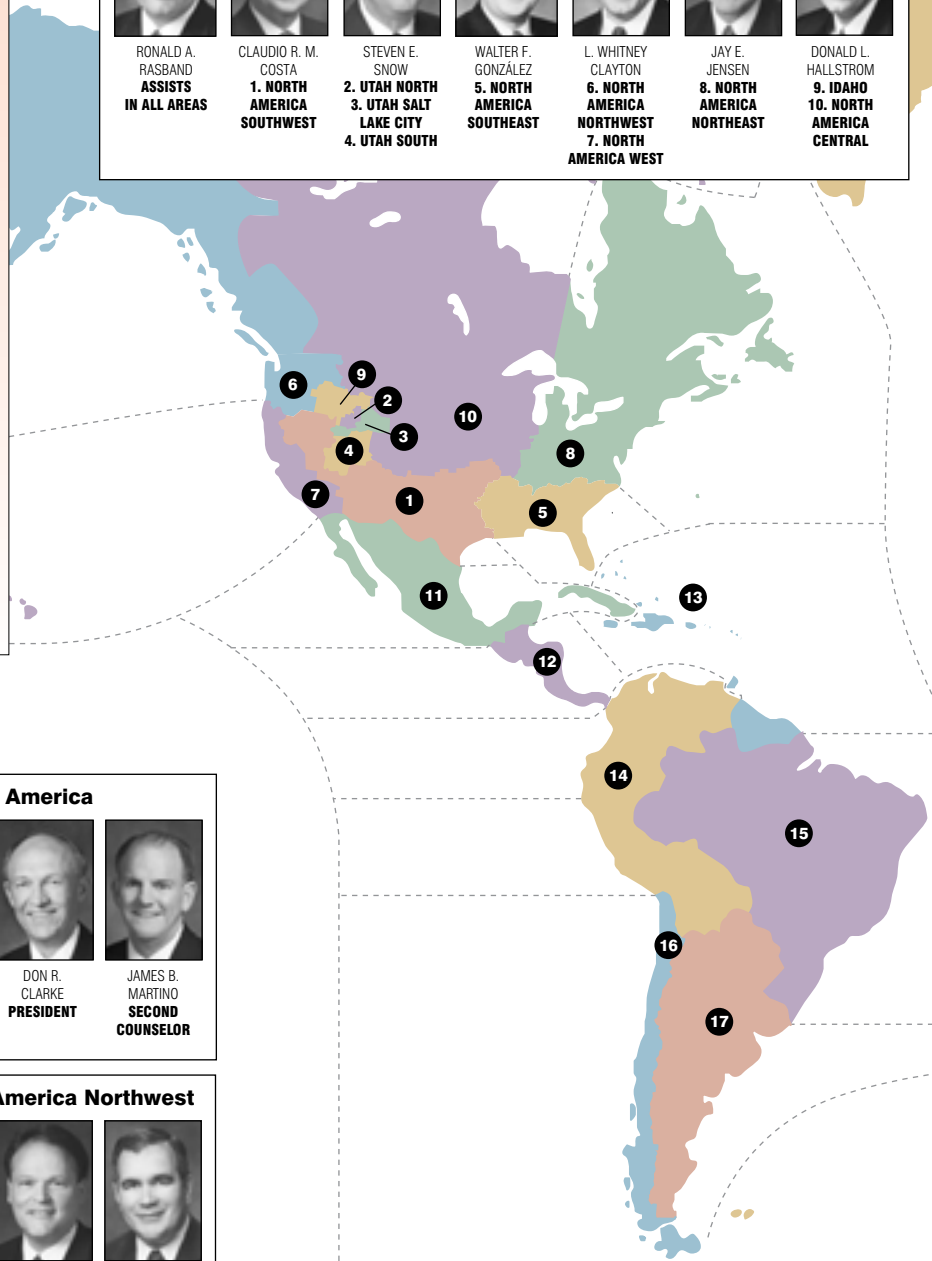 RONALD A.
RASBAND
ASSISTS
IN ALL AREAS
CLAUDIO R. M.
COSTA
1. NORTH
AMERICA
SOUTHWEST
STEVEN E.
SNOW
2. UTAH NORTH
3. UTAH SALT
LAKE CITY
4. UTAH SOUTH
WALTER F.
GONZÁLEZ
5. NORTH
AMERICA
SOUTHEAST
L. WHITNEY
CLAYTON
6. NORTH
AMERICA
NORTHWEST
7. NORTH
AMERICA WEST
JAY E.
JENSEN
8. NORTH
AMERICA
NORTHEAST
DONALD L.
HALLSTROM
9. IDAHO
10. NORTH
AMERICA
CENTRAL
9
6
2
10
3
4
8
7
1
5
11
13
12
14
15
16
17
America
DON R.
CLARKE
PRESIDENT
JAMES B.
MARTINO
SECOND
COUNSELOR
America Northwest